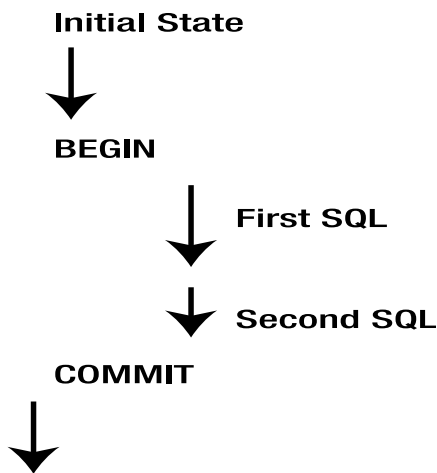 Initial State
BEGIN
First SQL
Second SQL
COMMIT